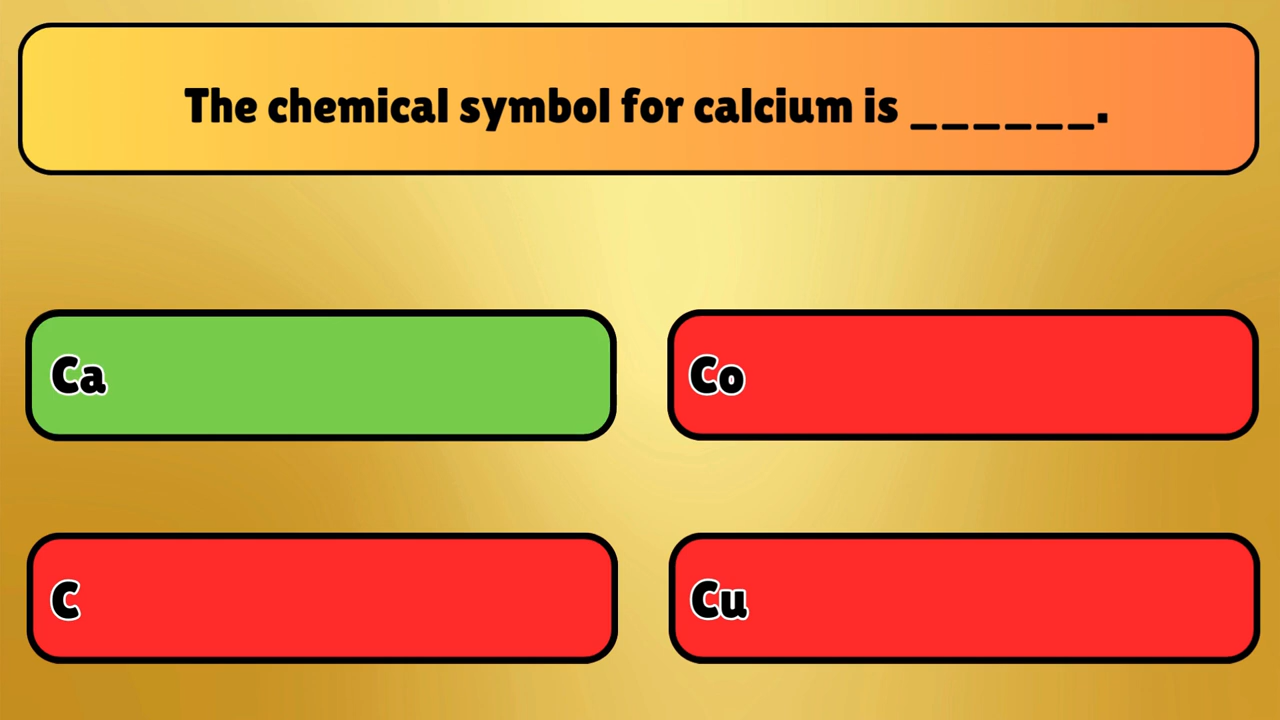 The chemical symbol for calcium is ______.
Ca
Co
C
Cu